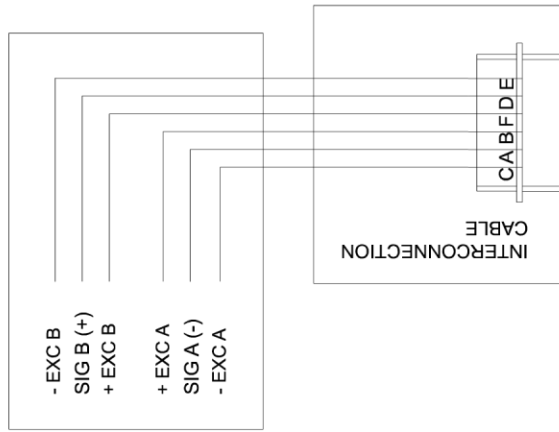 C A B F D E
INTERCONNECTION
CABLE
- EXC B
SIG B (+)
+ EXC B
+ EXC A
SIG A (-)
- EXC A